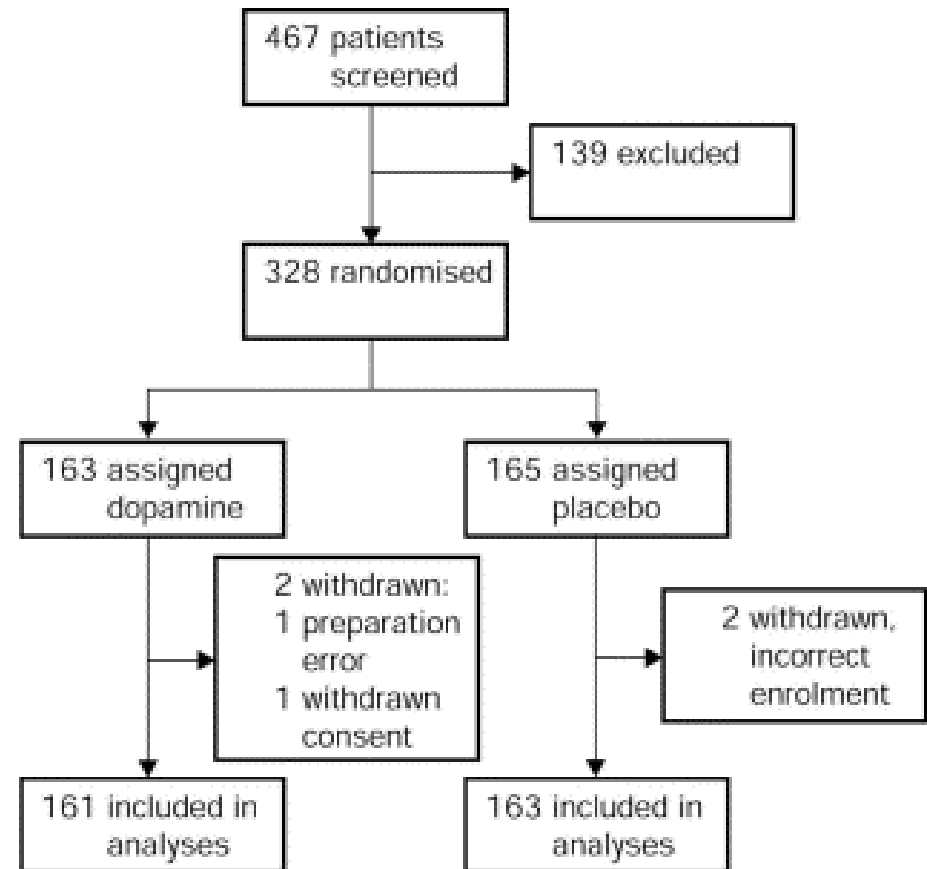 467 patients
screened
139 excluded
328 randomised
163 assigned
dopamine
165 assigned
placebo
2 withdrawn:
1 preparation
error
1 withdrawn
consent
2 withdrawn,
incorrect
enrolment
161 included in
analyses
163 included in
analyses